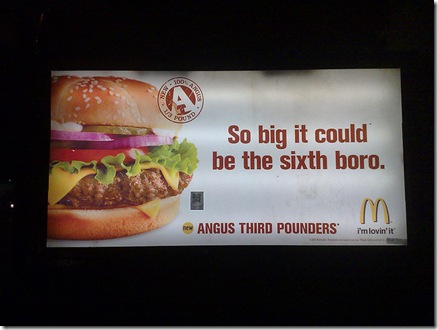 NEW • 100% ANGUS
A
1/3 POUND
So big it could
be the sixth boro.
new ANGUS THIRD POUNDERS*
M
i'm lovin' it